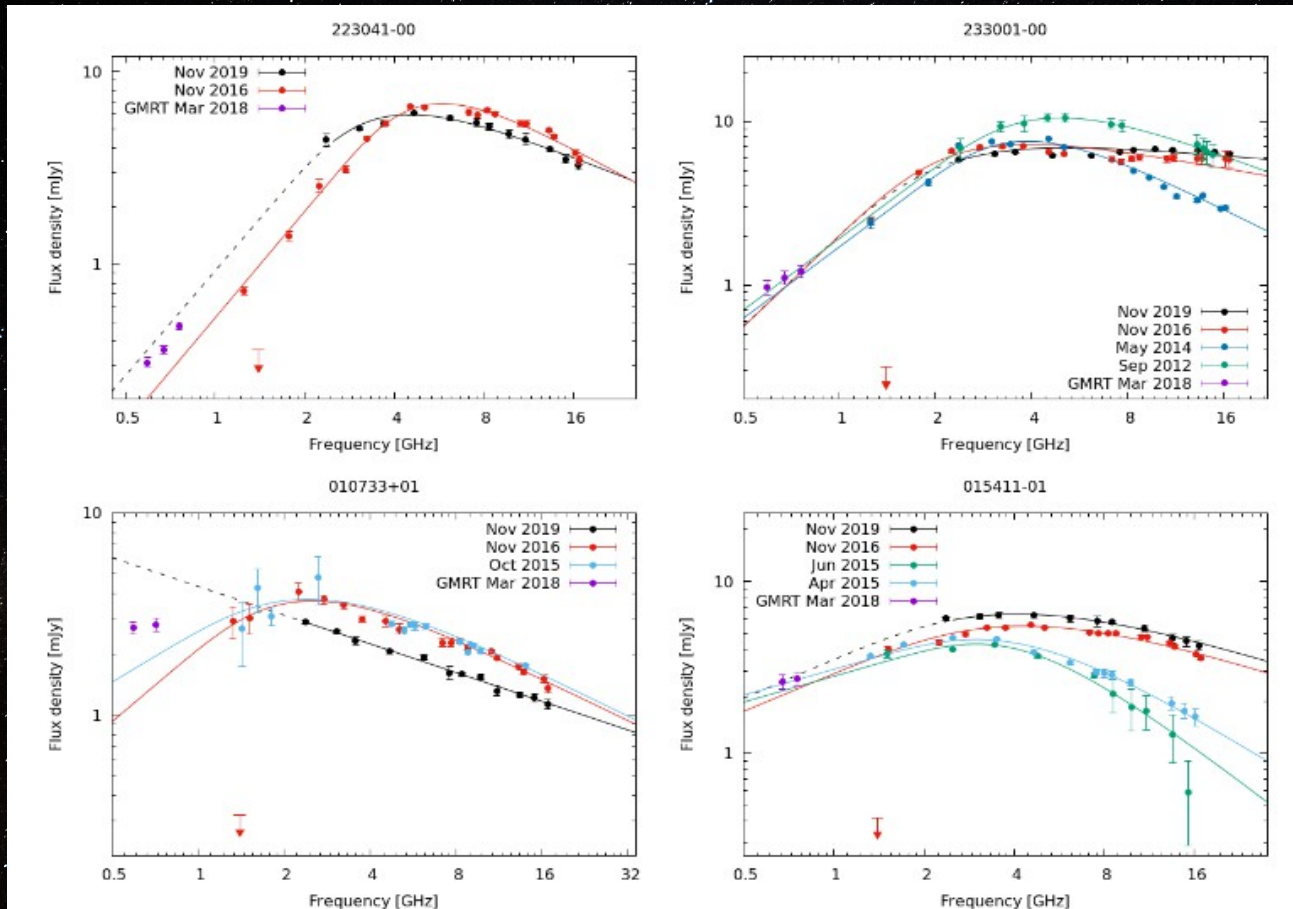 223041-00
Nov 2019
Nov 2016
GMRT Mar 2018
10
1
Flux density [mJy]
0.5 1 2 4 8 16
Frequency [GHz]
233001-00
10
1
Flux density [mJy]
Nov 2019
Nov 2016
May 2014
Sep 2012
GMRT Mar 2018
0.5 1 2 4 8 16
Frequency [GHz]
010733+01
Nov 2019
Nov 2016
Oct 2015
GMRT Mar 2018
10
1
Flux density [mJy]
0.5 1 2 4 8 16 32
Frequency [GHz]
015411-01
Nov 2019
Nov 2016
Jun 2015
Apr 2015
GMRT Mar 2018
10
1
Flux density [mJy]
0.5 1 2 4 8 16
Frequency [GHz]